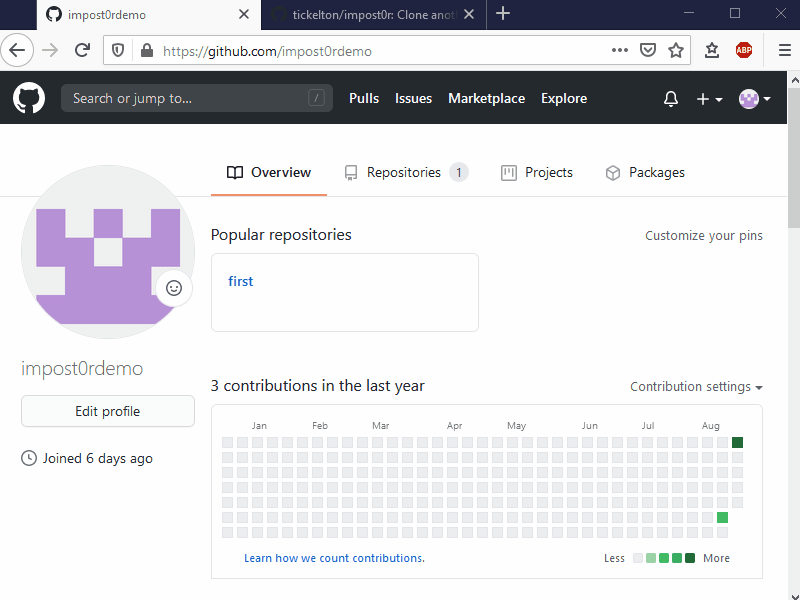 impost0rdemo
tickelton/impost0r: Clone anot
https://github.com/impost0rdemo
ABP
Search or jump to...
/
Pulls Issues Marketplace Explore
Overview Repositories 1 Projects Packages
Popular repositories
Customize your pins
first
impost0rdemo
Edit profile
Joined 6 days ago
3 contributions in the last year
Contribution settings
Jan Feb Mar Apr May Jun Jul Aug
Learn how we count contributions.
Less More